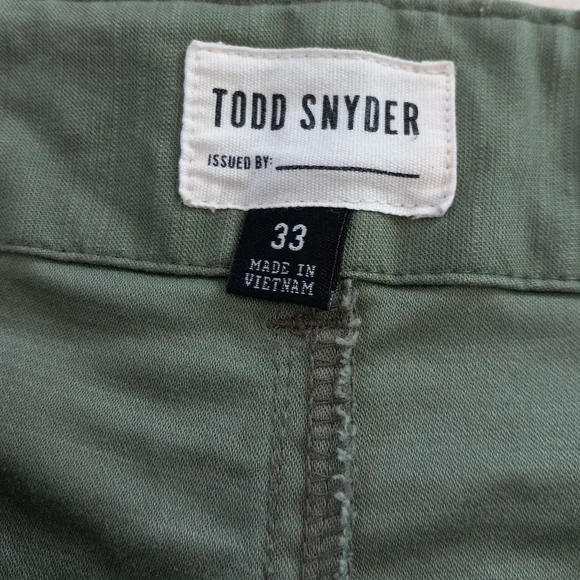 TODD SNYDER
ISSUED BY:
33
MADE IN
VIETNAM